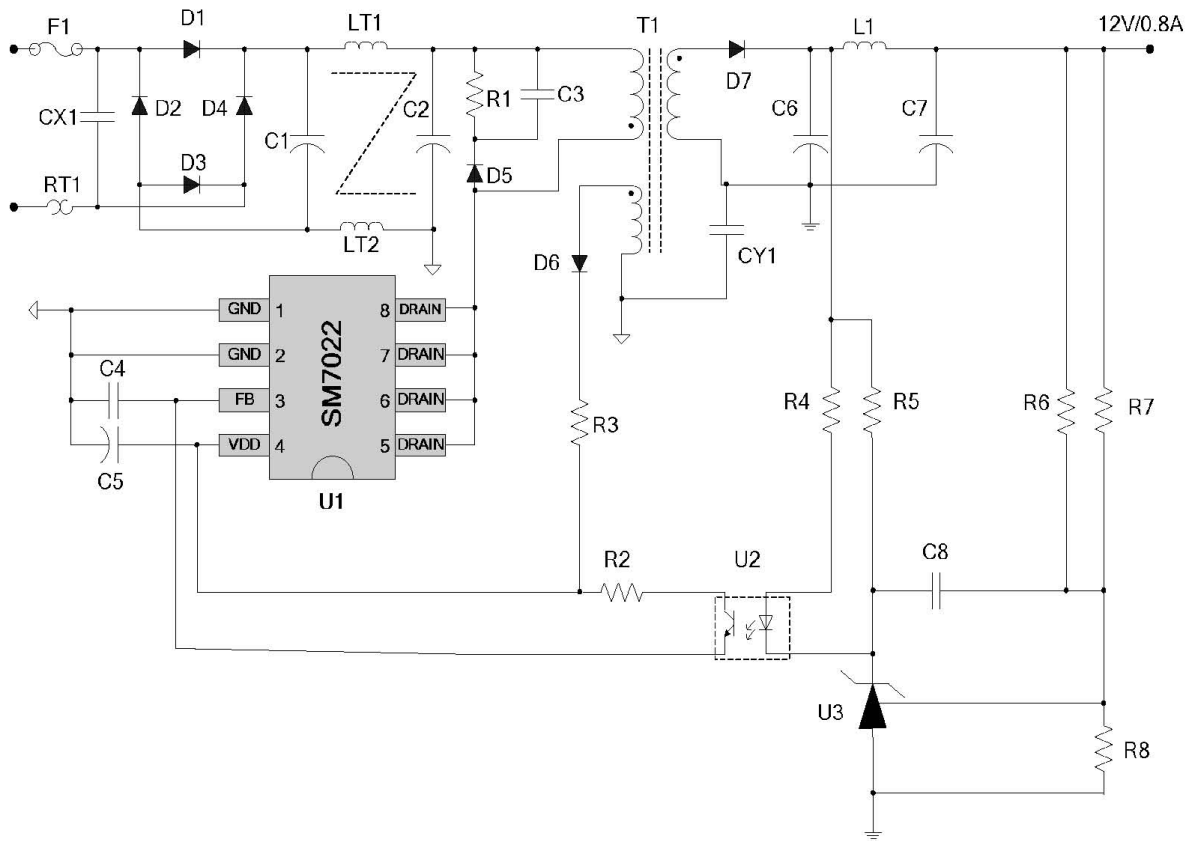 F1
D1
LT1
T1
L1
12V/0.8A
CX1
D2
D4
C1
C2
R1
C3
D7
C6
C7
D3
D5
RT1
LT2
D6
CY1
GND 1
8 DRAIN
GND 2
7 DRAIN
C4
FB 3
6 DRAIN
VDD 4
5 DRAIN
C5
SM7022
U1
R3
R4
R5
R6
R7
R2
U2
C8
U3
R8